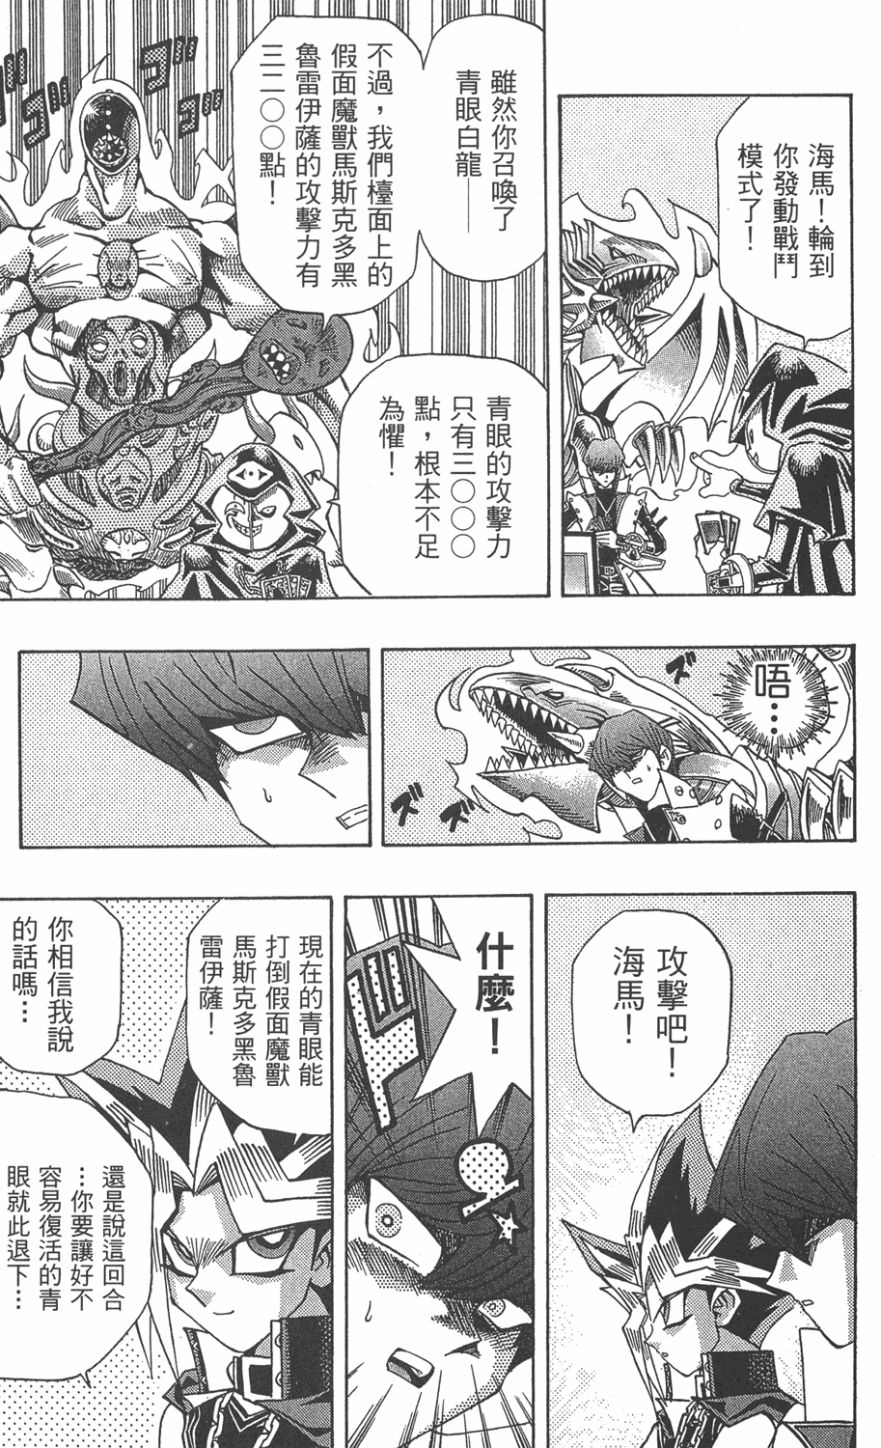 海馬！輪到
你發動戰鬥
模式了！
雖然你召喚了
青眼白龍──
不過，我們檯面上的
假面魔獸馬斯克多黑
魯雷伊薩的攻擊力有
三二〇〇點！
青眼的攻擊力
只有三〇〇〇
點，根本不足
為懼！
ゴゴゴ
唔…
ズ
ズズ
攻擊吧！
海馬！
什麼！
現在的青眼能
打倒假面魔獸
馬斯克多黑魯
雷伊薩！
你相信我說
的話嗎…
還是說這回合
…你要讓好不
容易復活的青
眼就此退下…